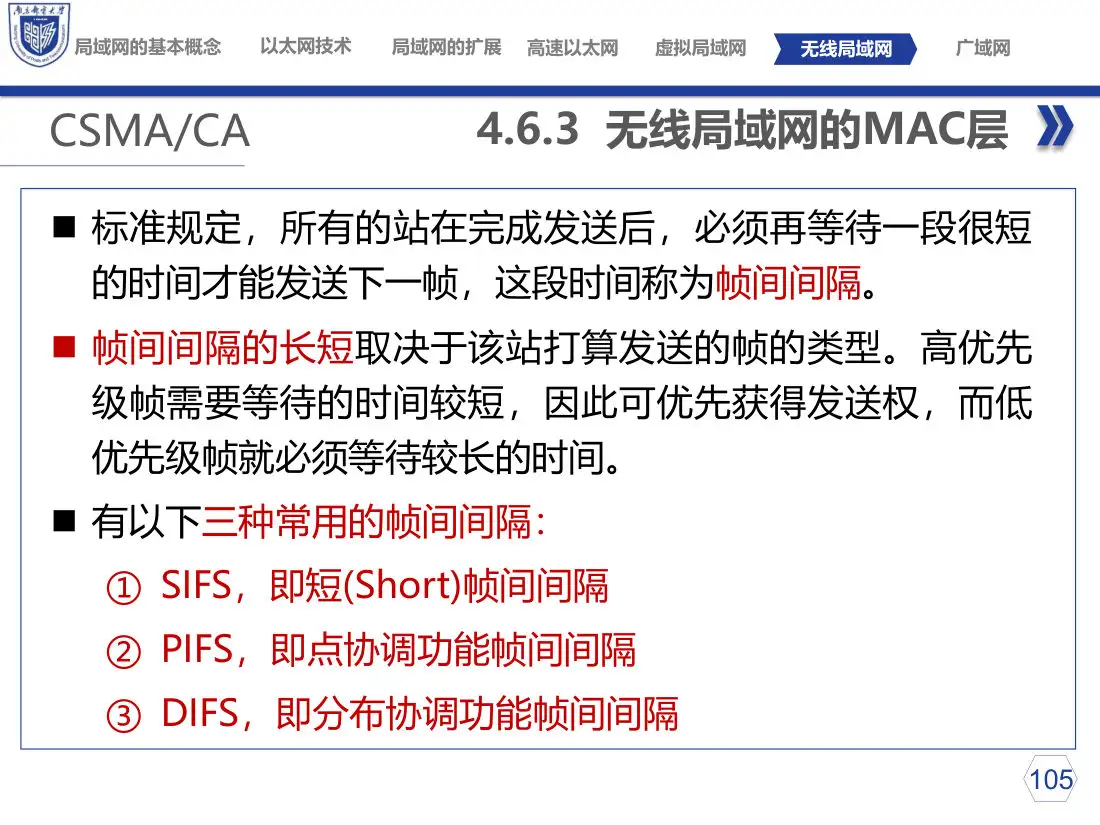 南京邮电大学
局域网的基本概念 以太网技术 局域网的扩展 高速以太网 虚拟局域网 无线局域网 广域网
CSMA/CA
4.6.3 无线局域网的MAC层
■ 标准规定，所有的站在完成发送后，必须再等待一段很短
的时间才能发送下一帧，这段时间称为帧间间隔。
■ 帧间间隔的长短取决于该站打算发送的帧的类型。高优先
级帧需要等待的时间较短，因此可优先获得发送权，而低
优先级帧就必须等待较长的时间。
■ 有以下三种常用的帧间间隔：
① SIFS，即短(Short)帧间间隔
② PIFS，即点协调功能帧间间隔
③ DIFS，即分布协调功能帧间间隔
105